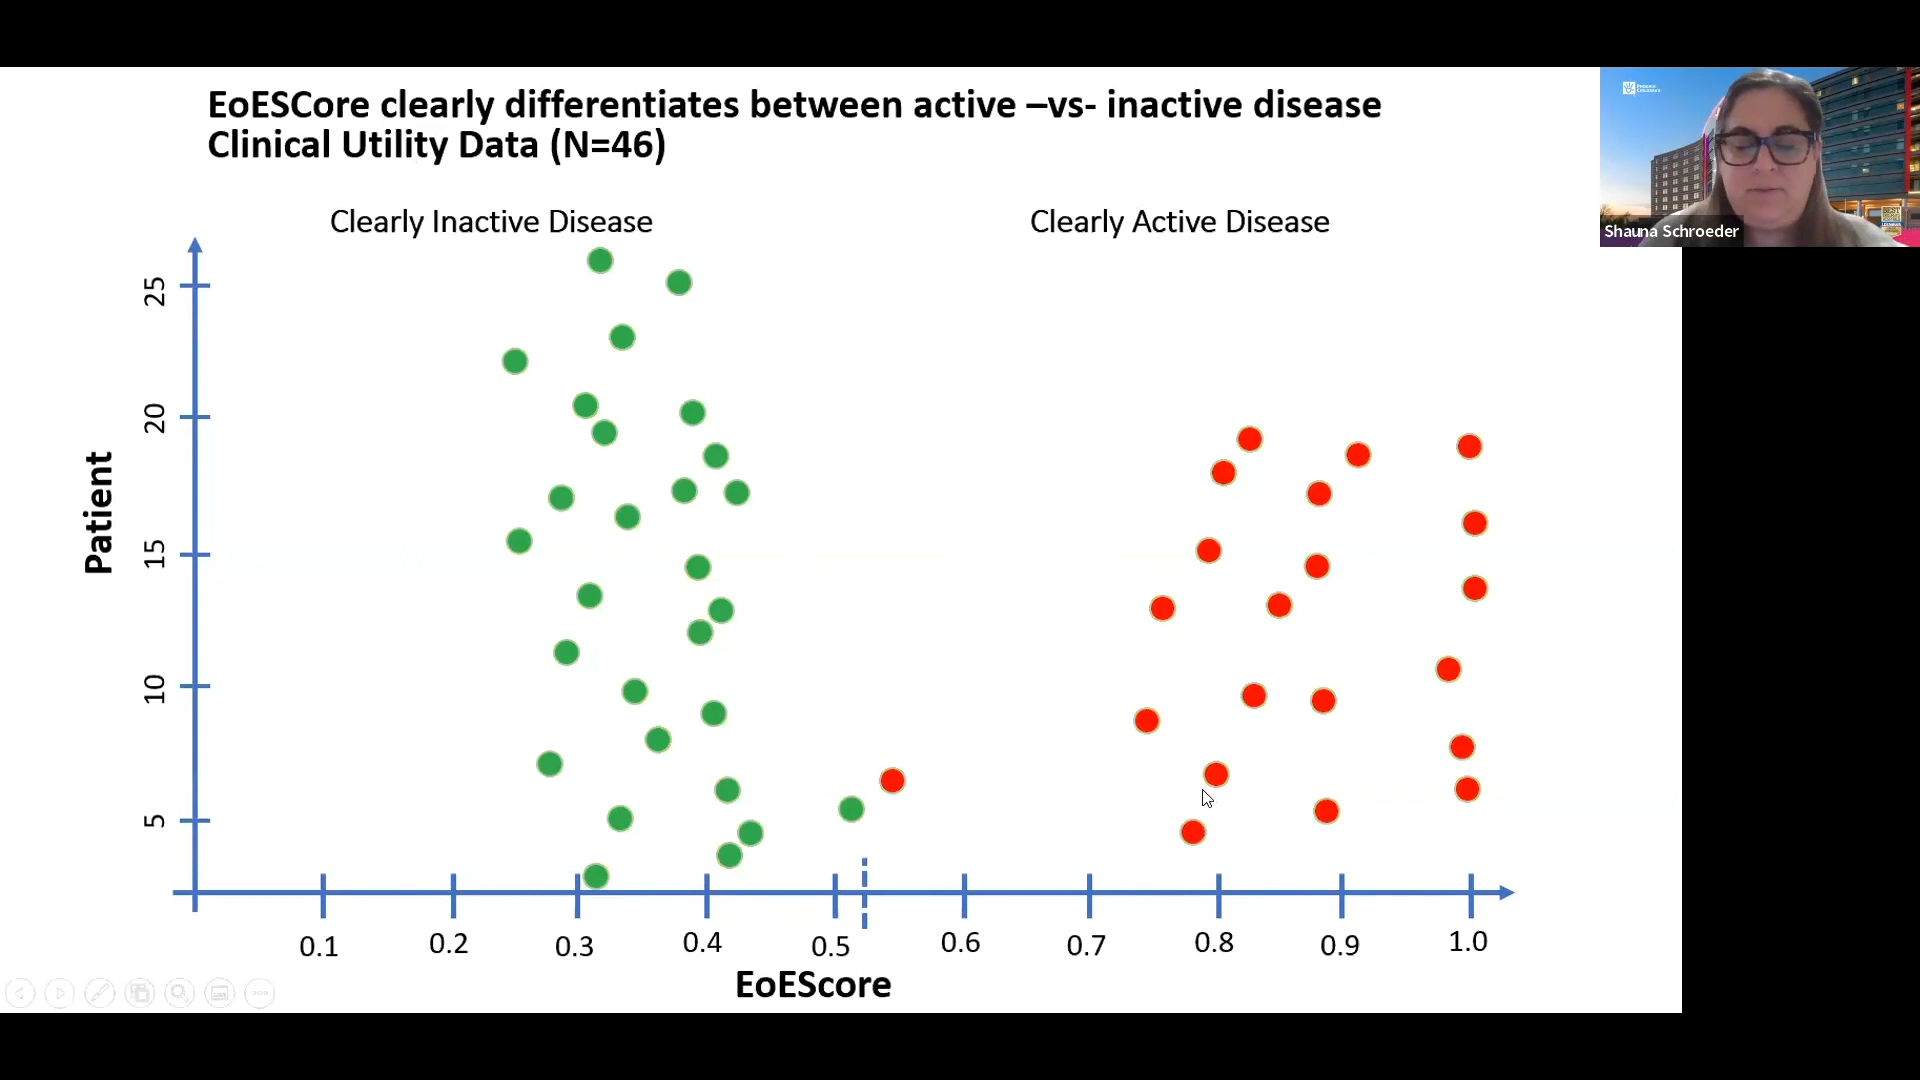 EoESCore clearly differentiates between active –vs- inactive disease
Clinical Utility Data (N=46)
Shauna Schroeder
Clearly Inactive Disease
Clearly Active Disease
Patient
25
20
15
10
5
0.1
0.2
0.3
0.4
0.5
0.6
0.7
0.8
0.9
1.0
EoEScore